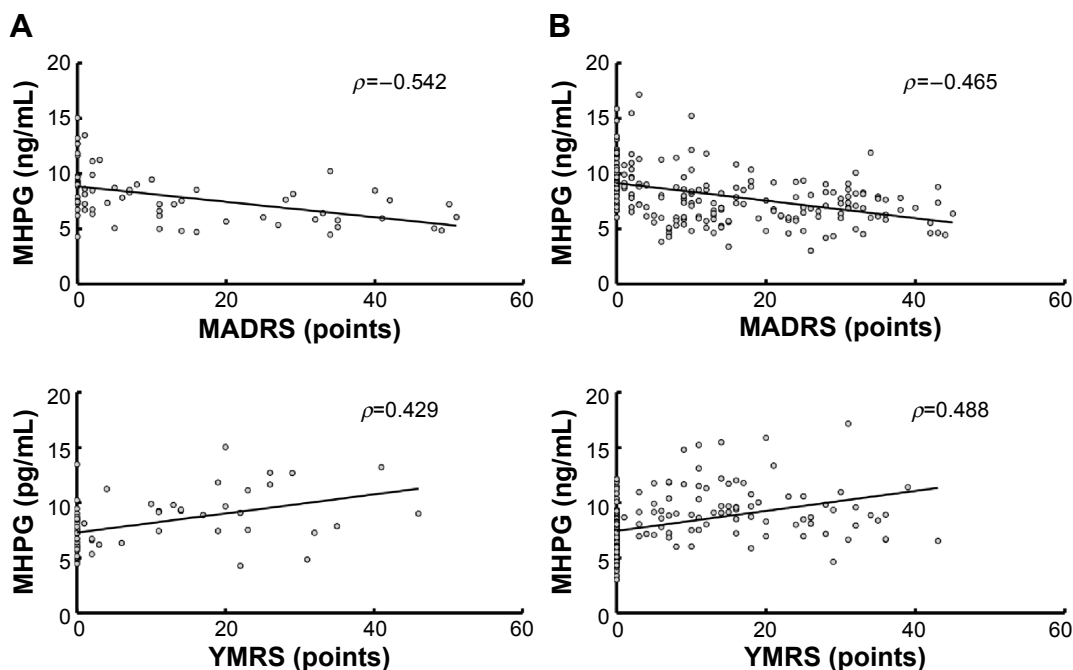 A
B
20
15
10
5
0
MHPG (ng/mL)
ρ=−0.542
0
20
40
60
MADRS (points)
20
15
10
5
0
MHPG (ng/mL)
ρ=−0.465
0
20
40
60
MADRS (points)
20
15
10
5
0
MHPG (pg/mL)
ρ=0.429
0
20
40
60
YMRS (points)
20
15
10
5
0
MHPG (ng/mL)
ρ=0.488
0
20
40
60
YMRS (points)